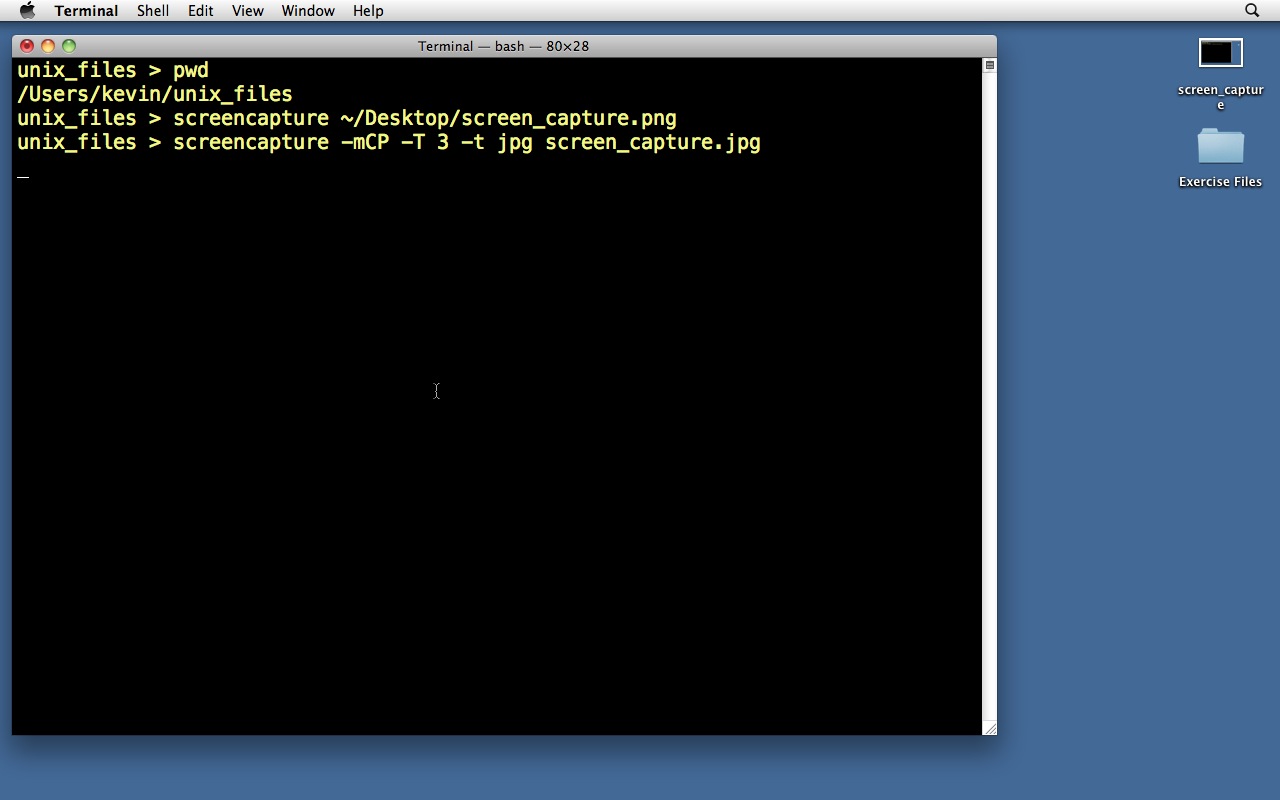 Terminal Shell Edit View Window Help
Terminal — bash — 80×28
unix_files > pwd
/Users/kevin/unix_files
unix_files > screencapture ~/Desktop/screen_capture.png
unix_files > screencapture -mCP -T 3 -t jpg screen_capture.jpg
screen_captur
e
Exercise Files